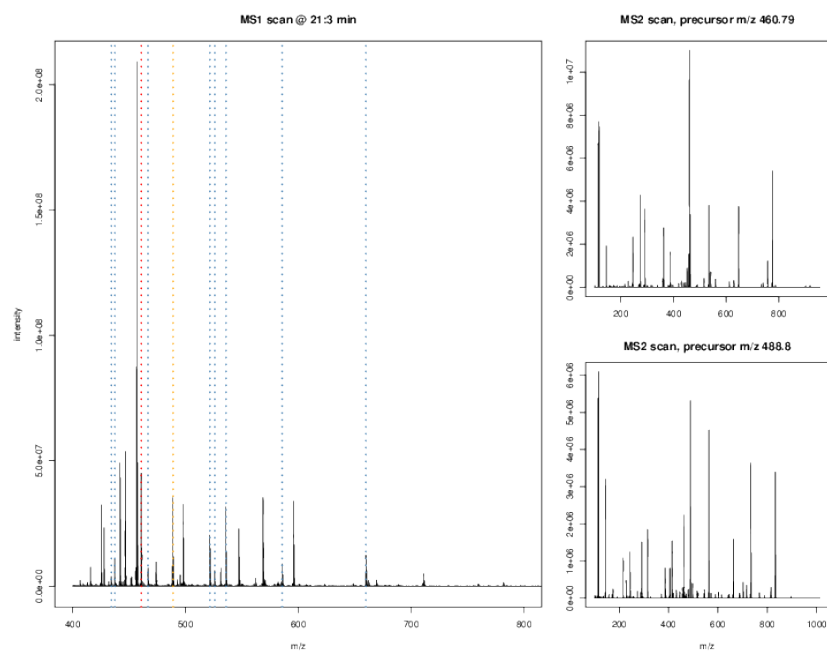 MS1 scan @ 21:3 min
intensity
0.0e+00
5.0e+07
1.0e+08
1.5e+08
2.0e+08
400
500
600
700
800
m/z
MS2 scan, precursor m/z 460.79
0e+00
2e+06
4e+06
6e+06
8e+06
1e+07
200
400
600
800
MS2 scan, precursor m/z 488.8
0e+00
1e+06
2e+06
3e+06
4e+06
5e+06
6e+06
200
400
600
800
1000
m/z